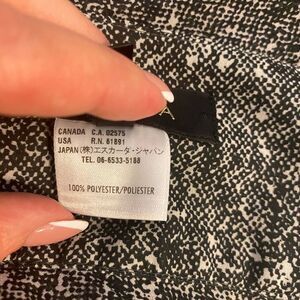 A
CANADA C.A. 02575
USA R.N. 61891
JAPAN (株)エスカーダ・ジャパン
TEL. 06-6533-5188
100% POLYESTER/POLIESTER